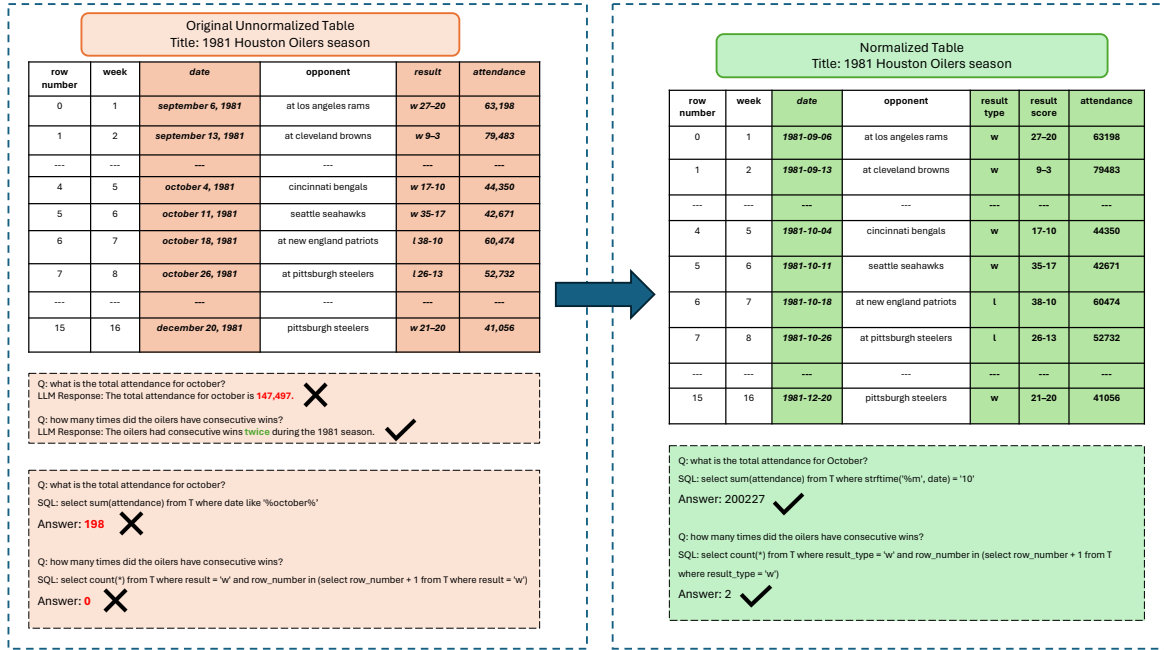 Original Unnormalized Table
Title: 1981 Houston Oilers season
row number week date opponent result attendance
0 1 september 6, 1981 at los angeles rams w 27–20 63,198
1 2 september 13, 1981 at cleveland browns w 9–3 79,483
--- --- --- --- --- ---
4 5 october 4, 1981 cincinnati bengals w 17-10 44,350
5 6 october 11, 1981 seattle seahawks w 35-17 42,671
6 7 october 18, 1981 at new england patriots l 38-10 60,474
7 8 october 26, 1981 at pittsburgh steelers l 26-13 52,732
--- --- --- --- --- ---
15 16 december 20, 1981 pittsburgh steelers w 21–20 41,056
Q: what is the total attendance for october?
LLM Response: The total attendance for october is 147,497.
Q: how many times did the oilers have consecutive wins?
LLM Response: The oilers had consecutive wins twice during the 1981 season.
Q: what is the total attendance for october?
SQL: select sum(attendance) from T where date like '%october%'
Answer: 198
Q: how many times did the oilers have consecutive wins?
SQL: select count(*) from T where result = 'w' and row_number in (select row_number + 1 from T where result = 'w')
Answer: 0
Normalized Table
Title: 1981 Houston Oilers season
row number week date opponent result type result score attendance
0 1 1981-09-06 at los angeles rams w 27–20 63198
1 2 1981-09-13 at cleveland browns w 9–3 79483
--- --- --- --- --- --- ---
4 5 1981-10-04 cincinnati bengals w 17-10 44350
5 6 1981-10-11 seattle seahawks w 35-17 42671
6 7 1981-10-18 at new england patriots l 38-10 60474
7 8 1981-10-26 at pittsburgh steelers l 26-13 52732
--- --- --- --- --- --- ---
15 16 1981-12-20 pittsburgh steelers w 21–20 41056
Q: what is the total attendance for October?
SQL: select sum(attendance) from T where strftime('%m', date) = '10'
Answer: 200227
Q: how many times did the oilers have consecutive wins?
SQL: select count(*) from T where result_type = 'w' and row_number in (select row_number + 1 from T
where result_type = 'w')
Answer: 2